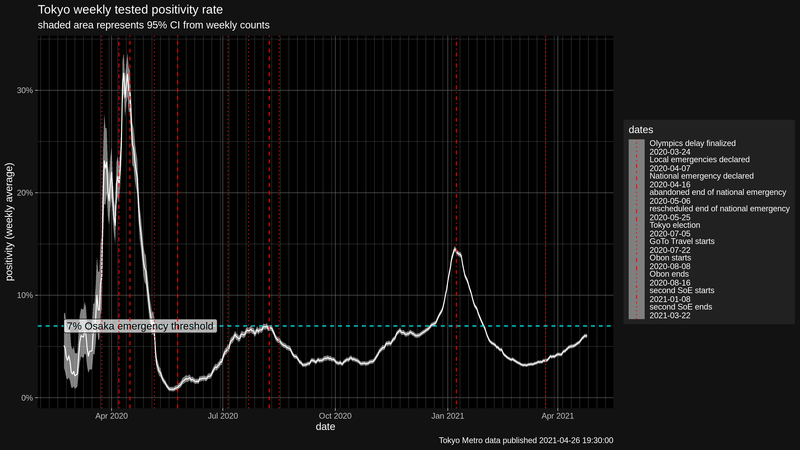 Tokyo weekly tested positivity rate
shaded area represents 95% CI from weekly counts
positivity (weekly average)
30%
20%
10%
0%
7% Osaka emergency threshold
Apr 2020
Jul 2020
Oct 2020
Jan 2021
Apr 2021
date
Tokyo Metro data published 2021-04-26 19:30:00
dates
Olympics delay finalized
2020-03-24
Local emergencies declared
2020-04-07
National emergency declared
2020-04-16
abandoned end of national emergency
2020-05-06
rescheduled end of national emergency
2020-05-25
Tokyo election
2020-07-05
GoTo Travel starts
2020-07-22
Obon starts
2020-08-08
Obon ends
2020-08-16
second SoE starts
2021-01-08
second SoE ends
2021-03-22